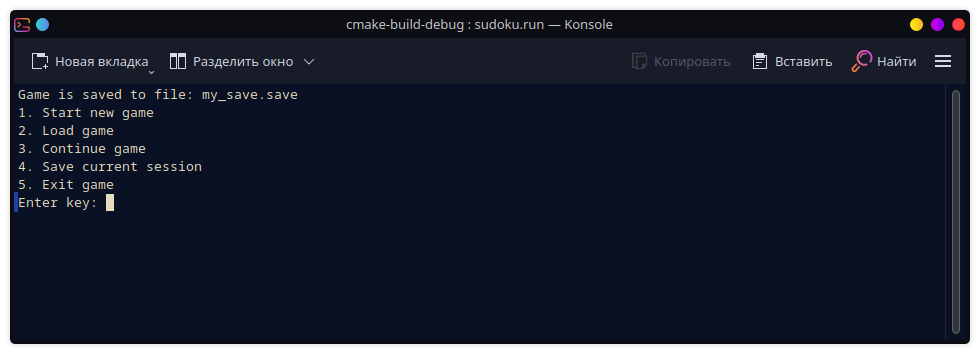 cmake-build-debug : sudoku.run — Konsole
Новая вкладка Разделить окно Копировать Вставить Найти
Game is saved to file: my_save.save
1. Start new game
2. Load game
3. Continue game
4. Save current session
5. Exit game
Enter key: